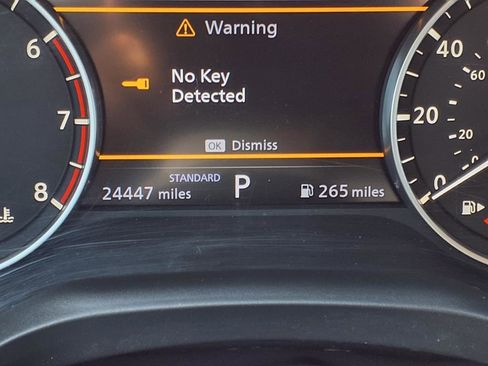 Warning
No Key
Detected
OK Dismiss
STANDARD
24447 miles P 265 miles
6
7
8
40
60
20
20
0
0